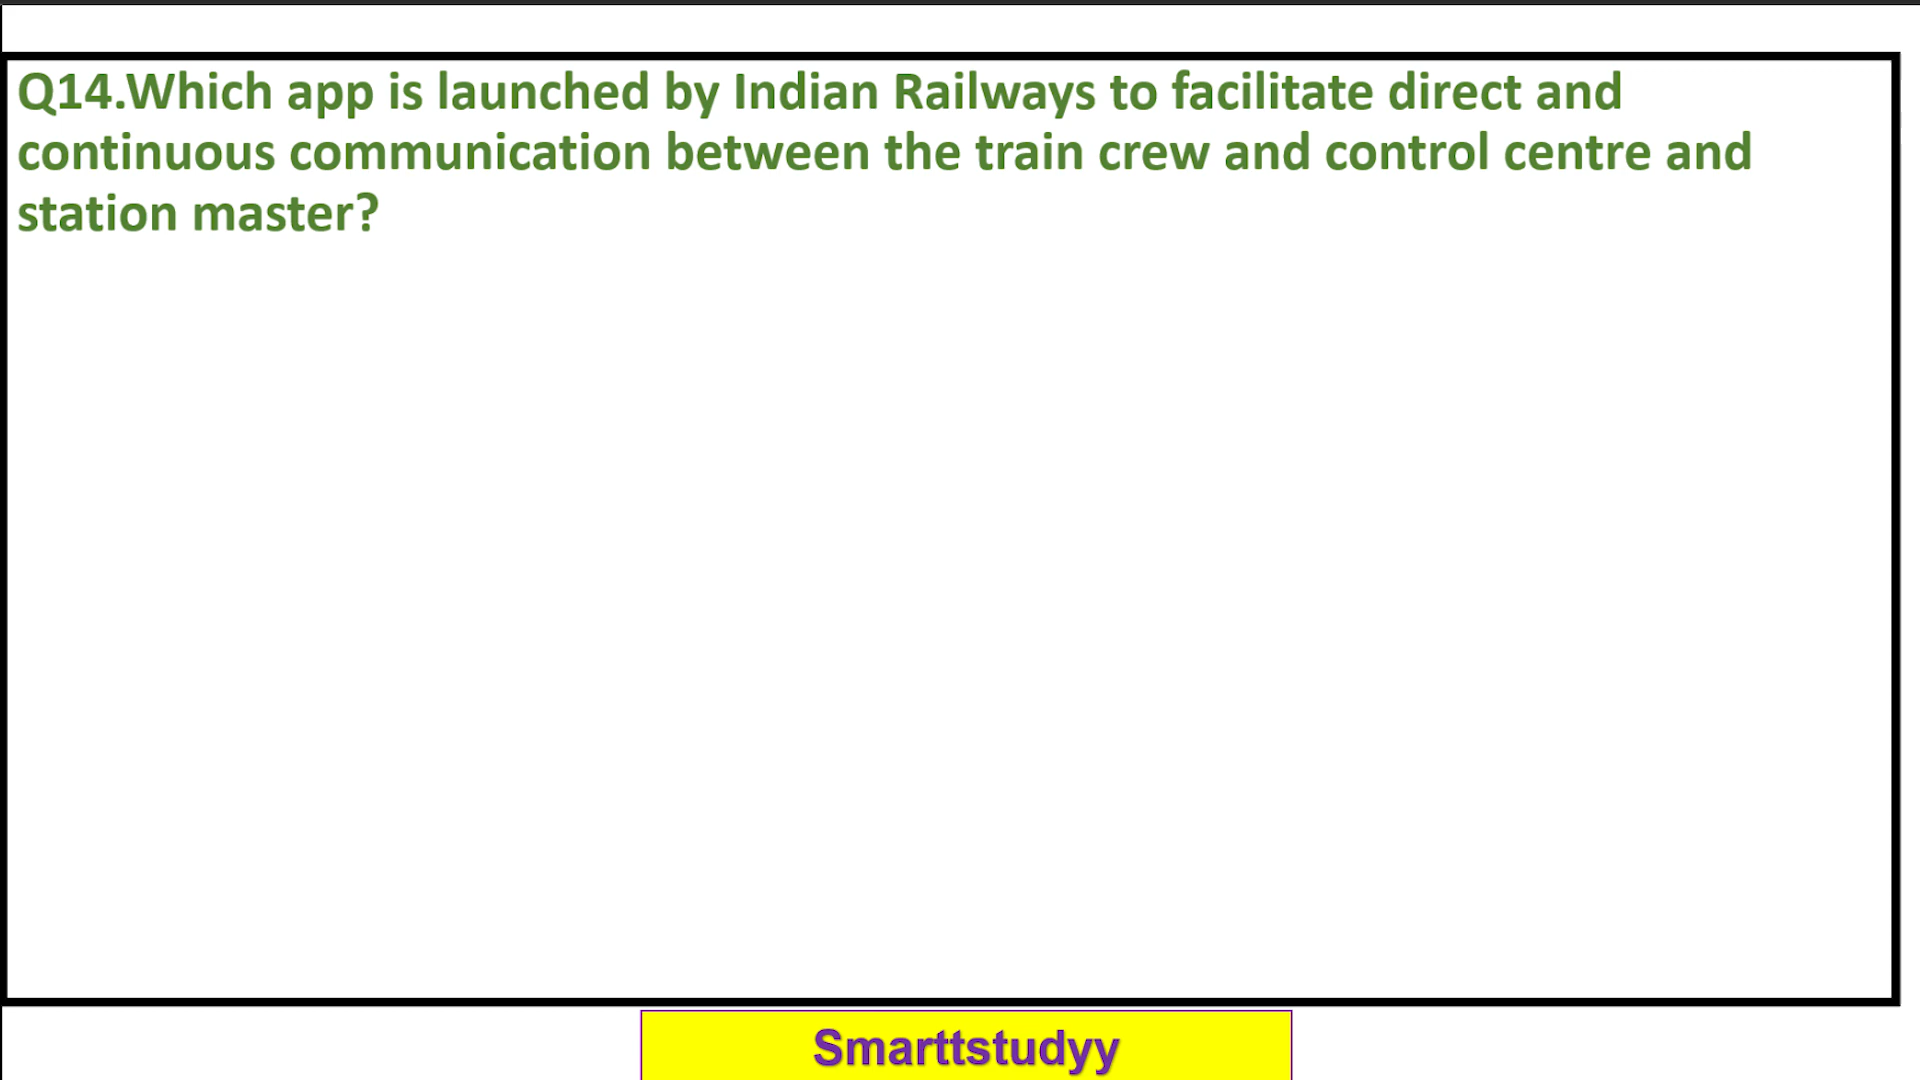 Q14.Which app is launched by Indian Railways to facilitate direct and
continuous communication between the train crew and control centre and
station master?
Smarttstudyy